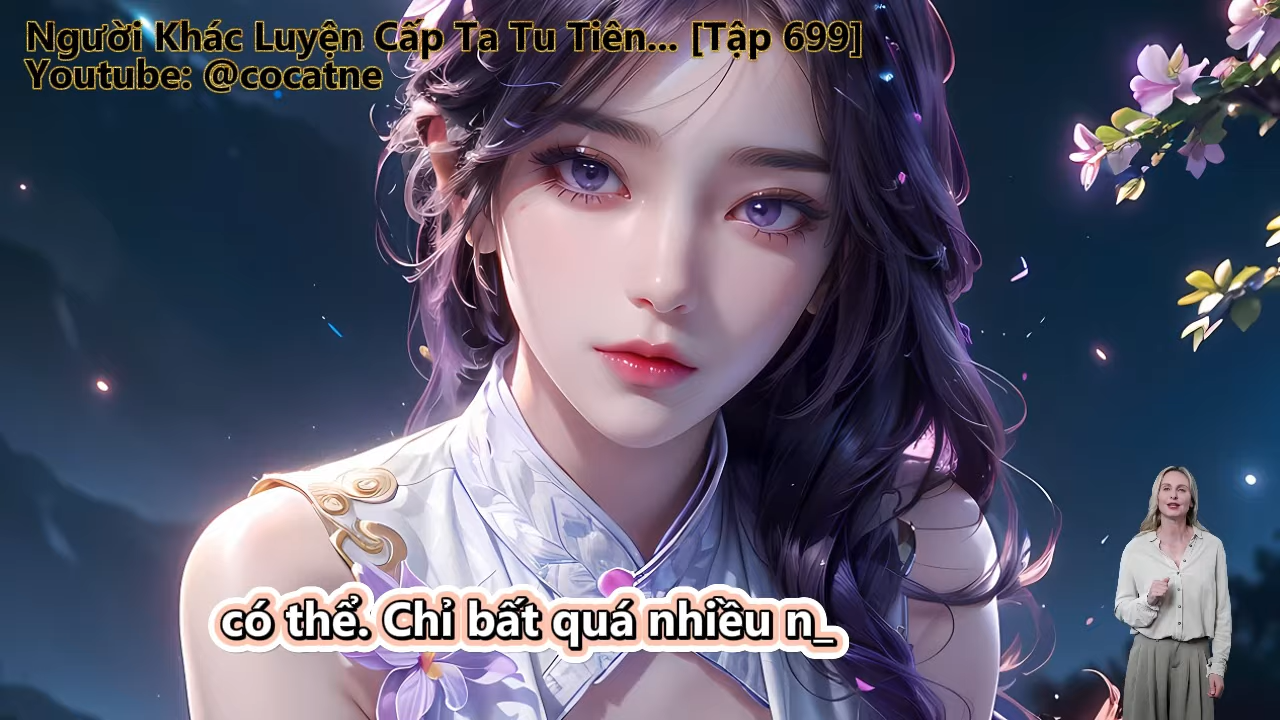 Người Khác Luyện Cấp Ta Tu Tiên... [Tập 699]
Youtube: @cocatne
có thể. Chỉ bất quá nhiều n_